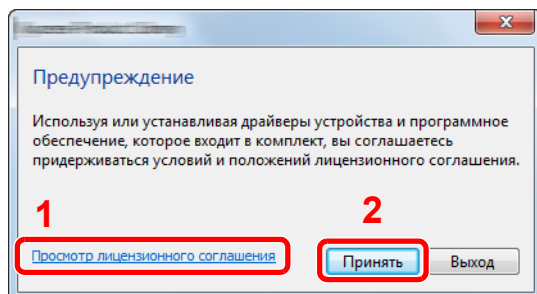 Предупреждение
Используя или устанавливая драйверы устройства и программное
обеспечение, которое входит в комплект, вы соглашаетесь
придерживаться условий и положений лицензионного соглашения.
1
2
Просмотр лицензионного соглашения
Принять
Выход